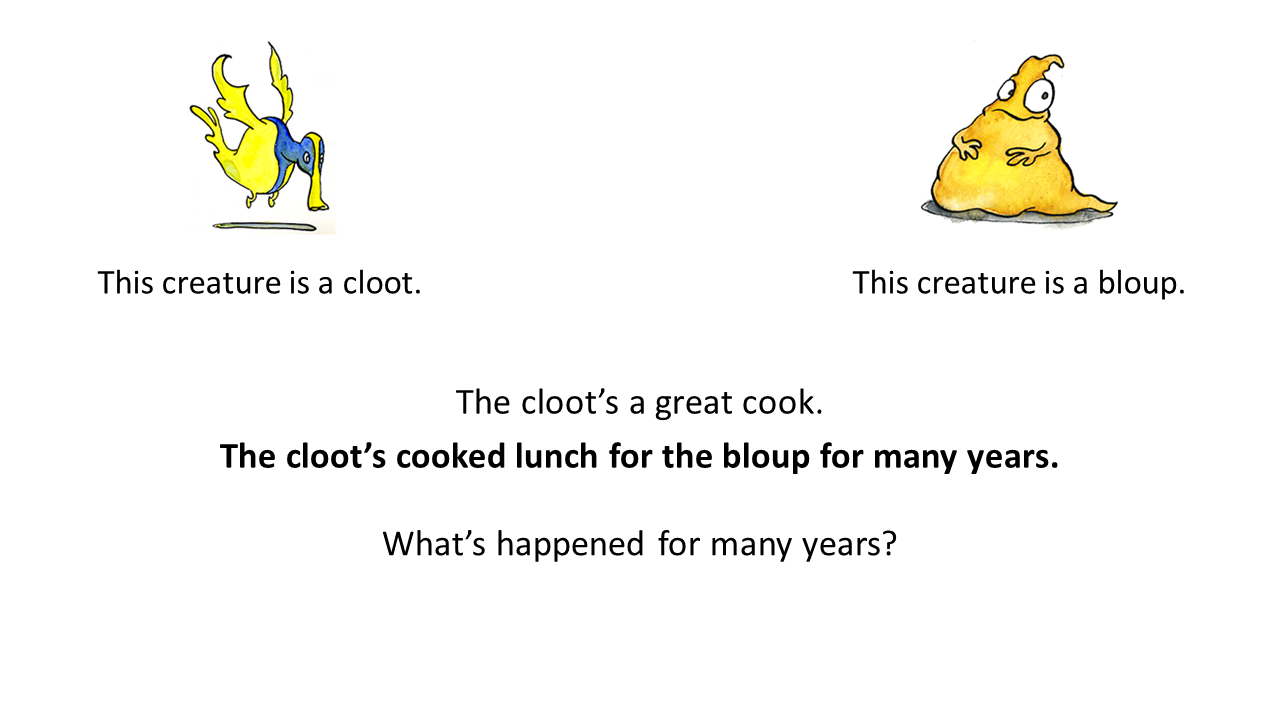 This creature is a cloot.
This creature is a bloup.
The cloot’s a great cook.
The cloot’s cooked lunch for the bloup for many years.
What’s happened for many years?